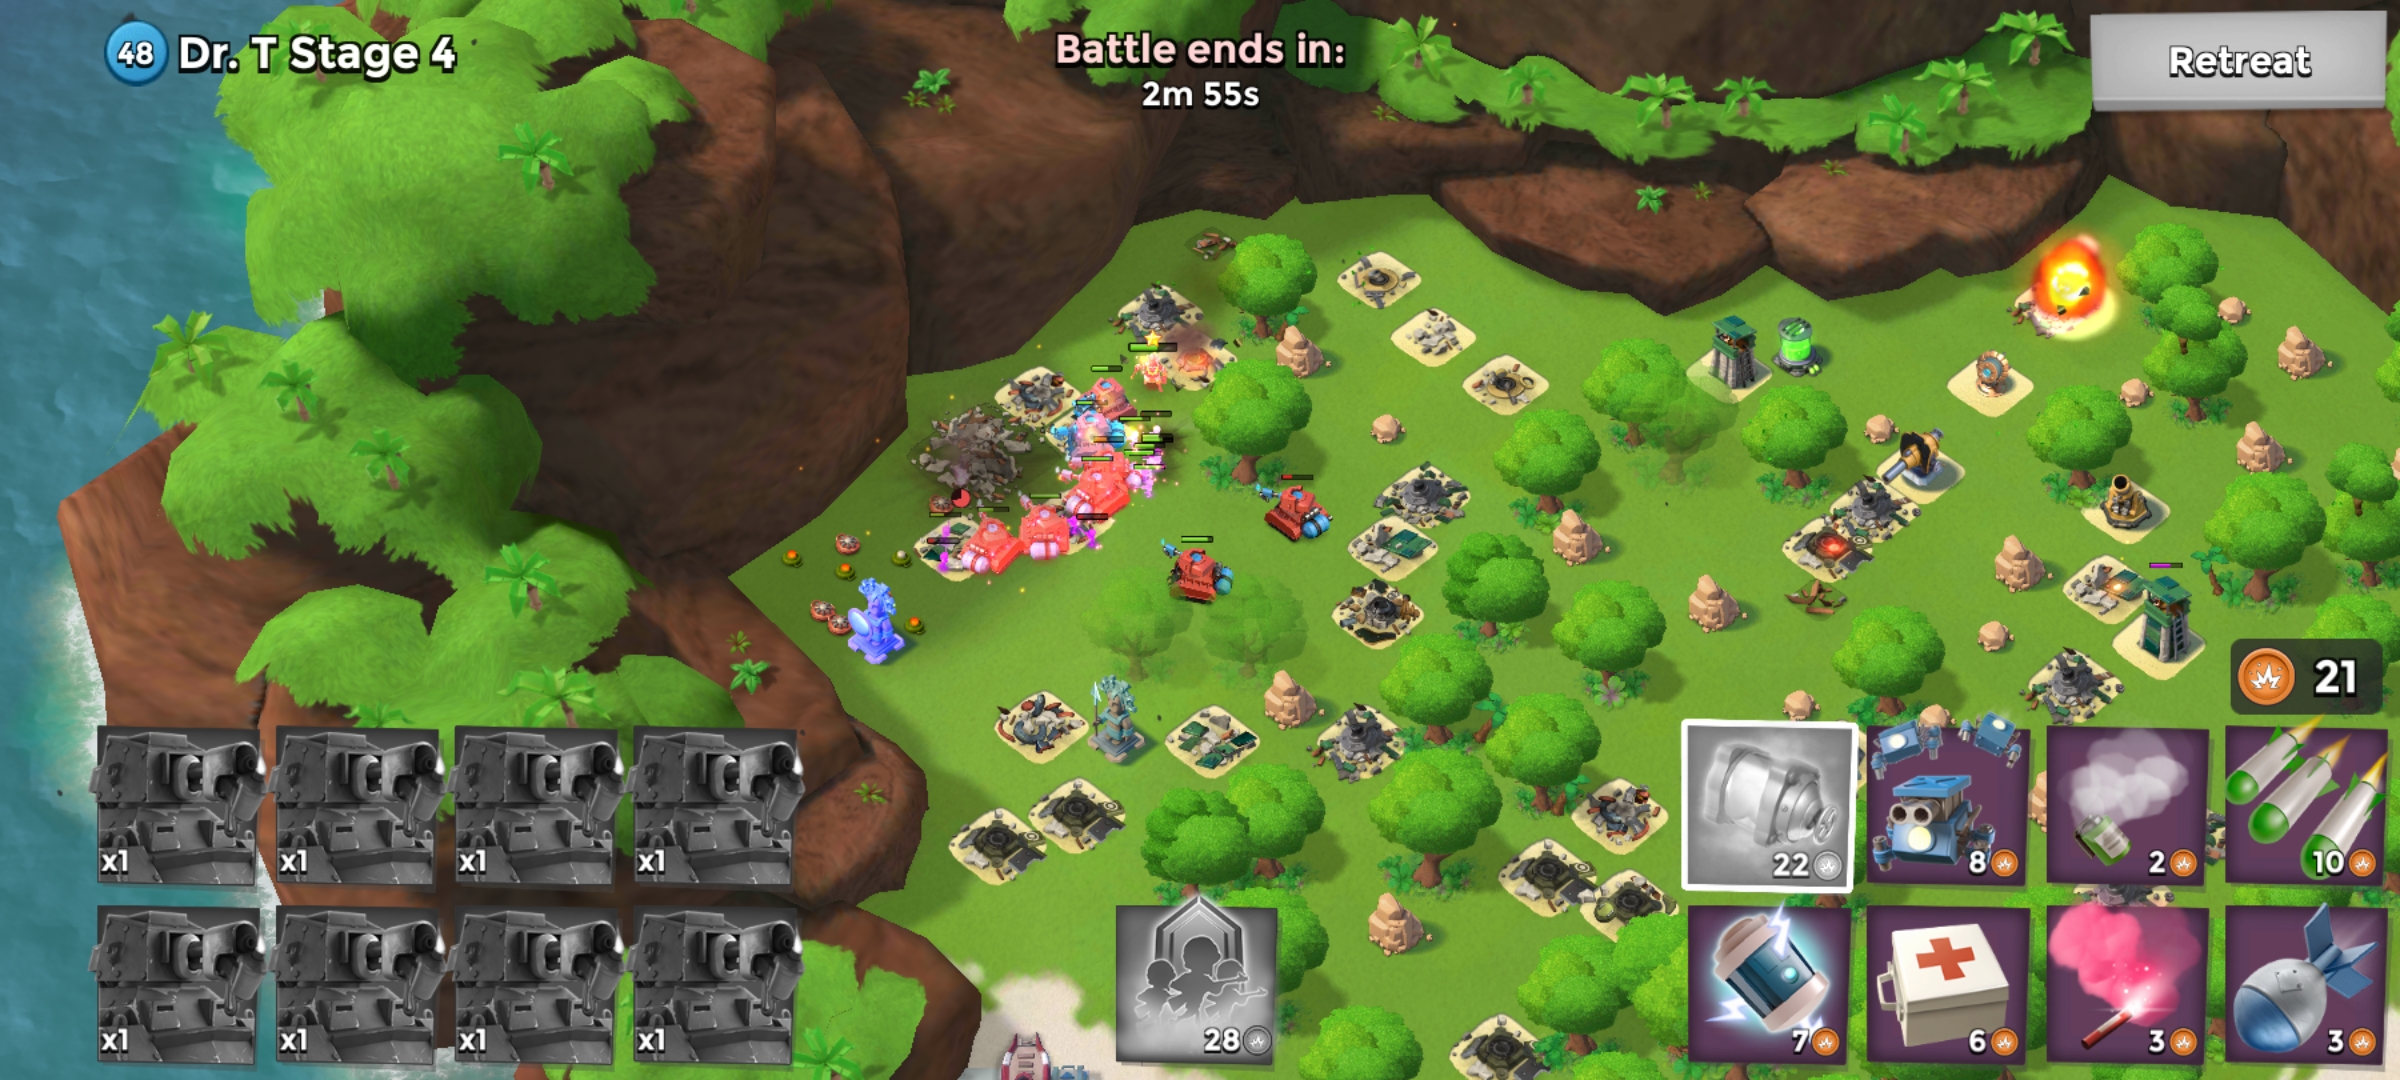 48 Dr. T Stage 4
Battle ends in:
2m 55s
Retreat
21
x1 x1 x1 x1
22 8 2 10
x1 x1 x1 x1
28
7 6 3 3